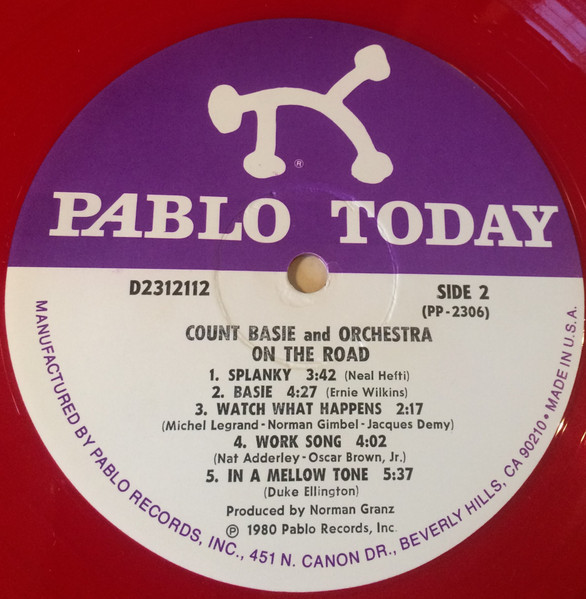 ®
PABLO TODAY
D2312112
SIDE 2
(PP-2306)
COUNT BASIE and ORCHESTRA
ON THE ROAD
1. SPLANKY 3:42 (Neal Hefti)
2. BASIE 4:27 (Ernie Wilkins)
3. WATCH WHAT HAPPENS 2:17
(Michel Legrand-Norman Gimbel-Jacques Demy)
4. WORK SONG 4:02
(Nat Adderley-Oscar Brown, Jr.)
5. IN A MELLOW TONE 5:37
(Duke Ellington)
Produced by Norman Granz
℗ 1980 Pablo Records, Inc.
MANUFACTURED BY PABLO RECORDS, INC., 451 N. CANON DR., BEVERLY HILLS, CA 90210 • MADE IN U.S.A.